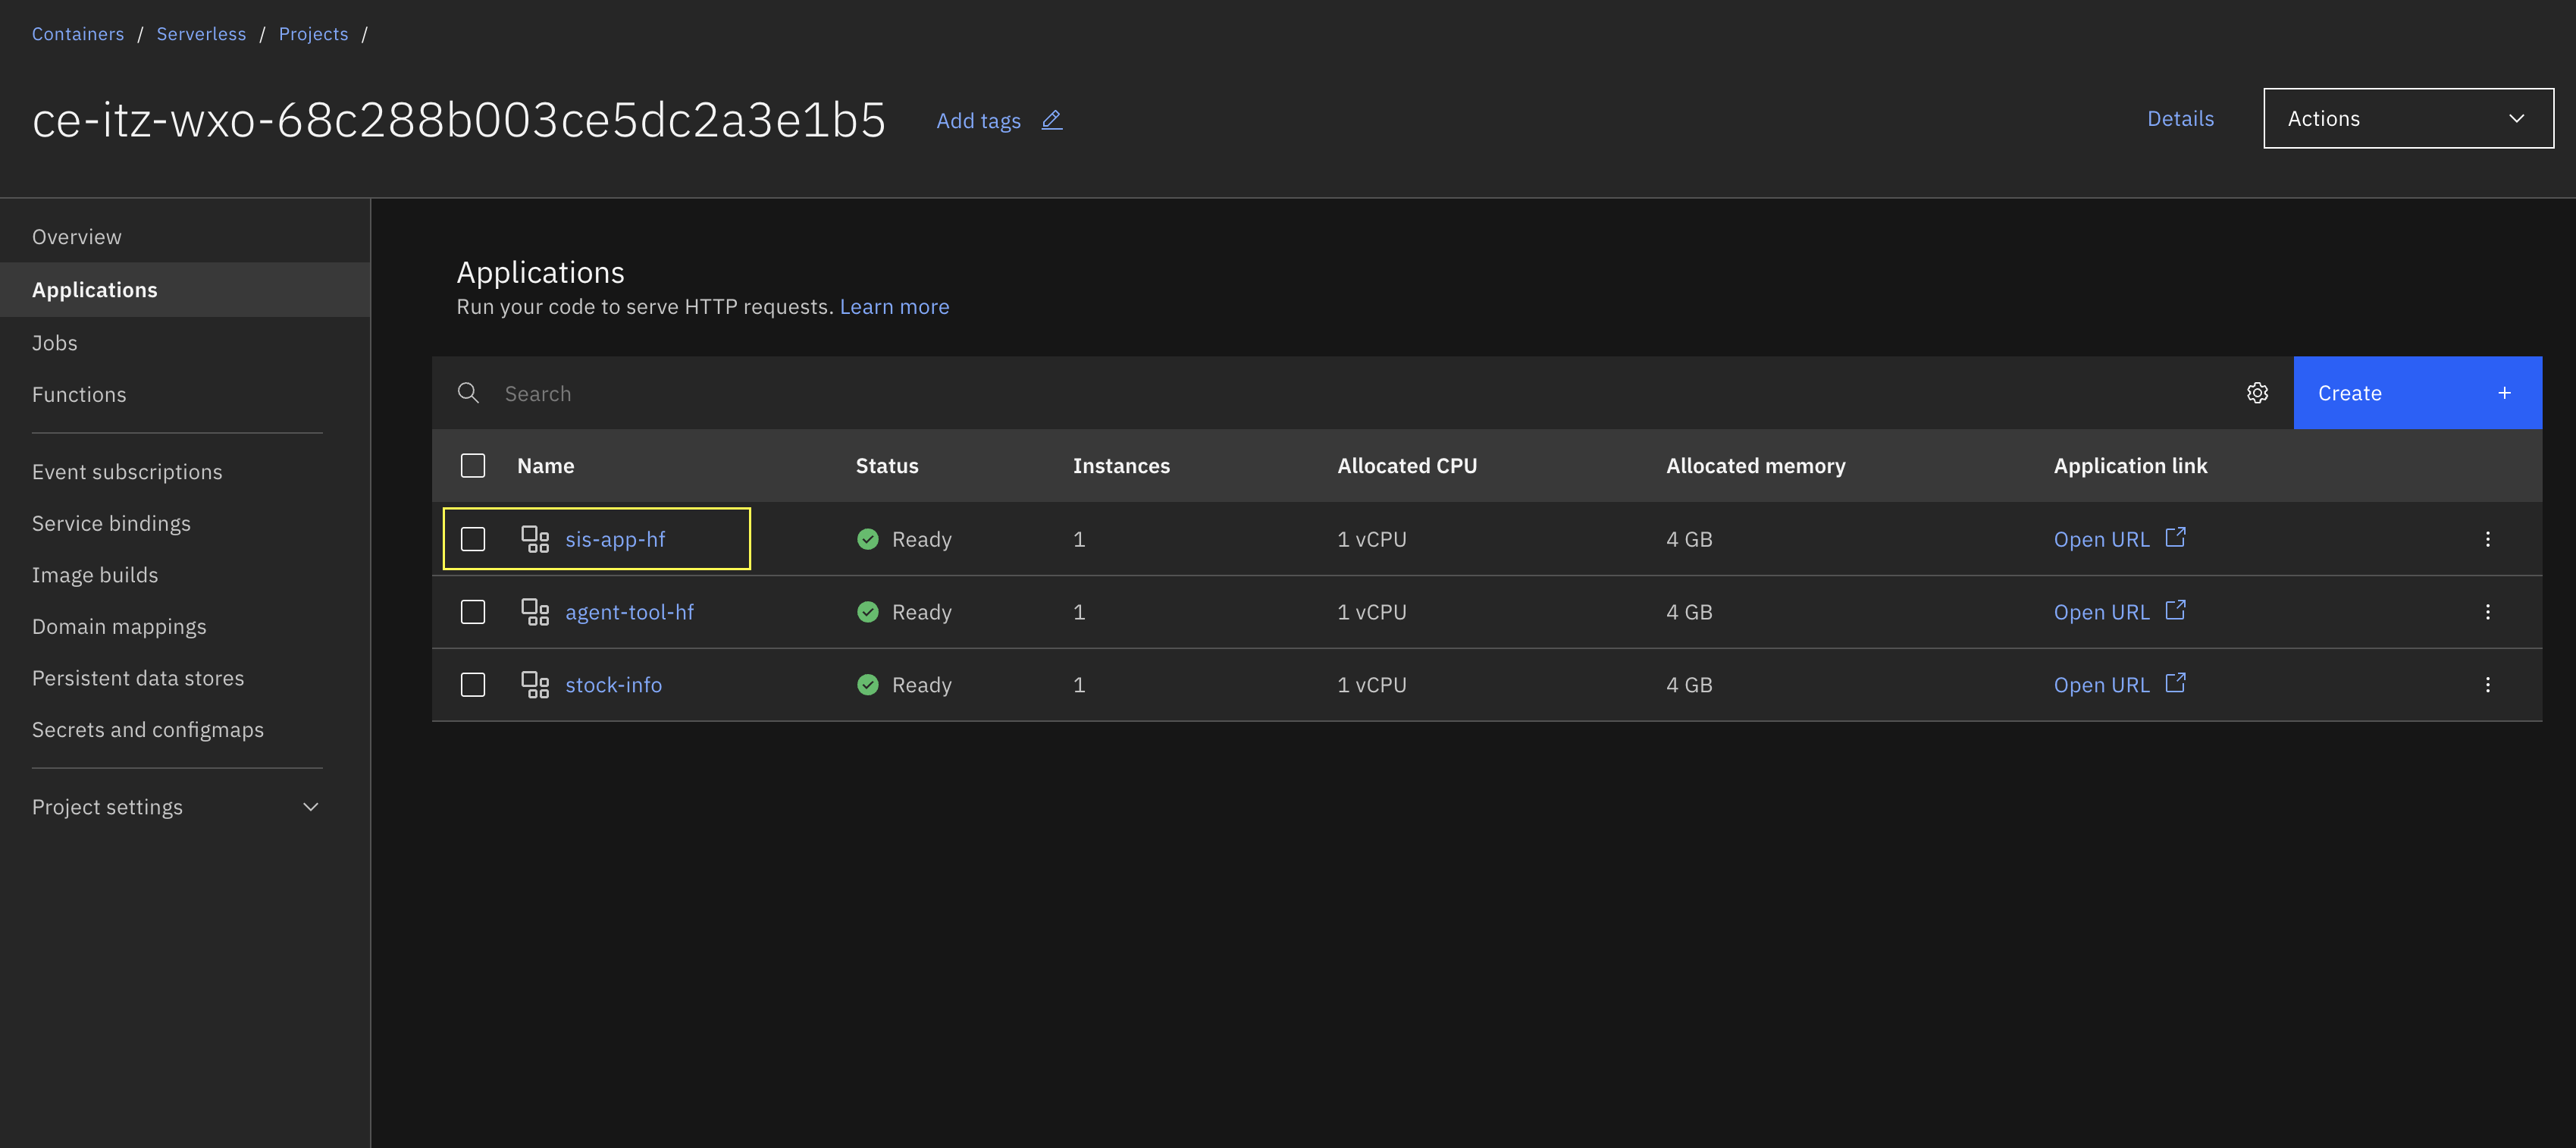 Containers / Serverless / Projects /
ce-itz-wxo-68c288b003ce5dc2a3e1b5 Add tags Details Actions
Overview
Applications
Jobs
Functions
Event subscriptions
Service bindings
Image builds
Domain mappings
Persistent data stores
Secrets and configmaps
Project settings
Applications
Run your code to serve HTTP requests. Learn more
Search Create +
Name Status Instances Allocated CPU Allocated memory Application link
sis-app-hf Ready 1 1 vCPU 4 GB Open URL
agent-tool-hf Ready 1 1 vCPU 4 GB Open URL
stock-info Ready 1 1 vCPU 4 GB Open URL